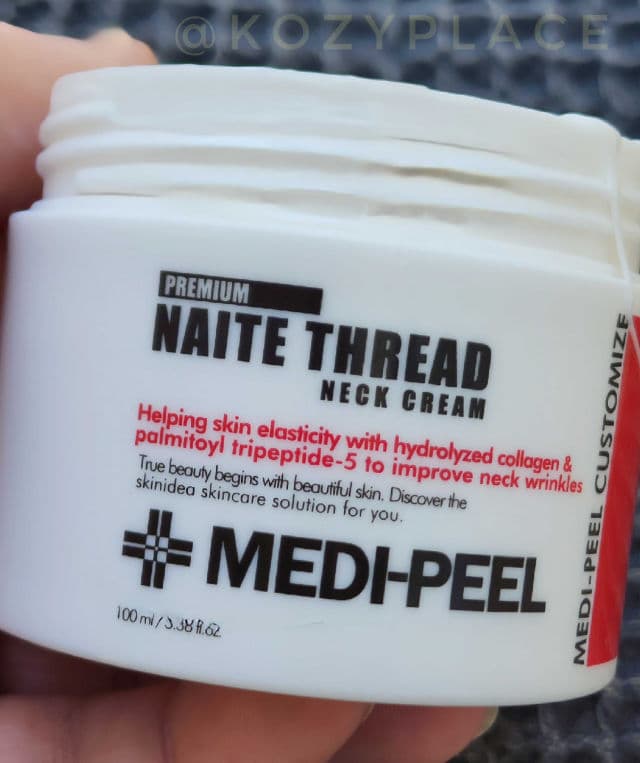 @KOZYPLACE
PREMIUM
NAITE THREAD
NECK CREAM
Helping skin elasticity with hydrolyzed collagen &
palmitoyl tripeptide-5 to improve neck wrinkles
True beauty begins with beautiful skin. Discover the
skinidea skincare solution for you.
MEDI-PEEL
100 ml / 3.38 fl.oz
MEDI-PEEL CUSTOMIZE